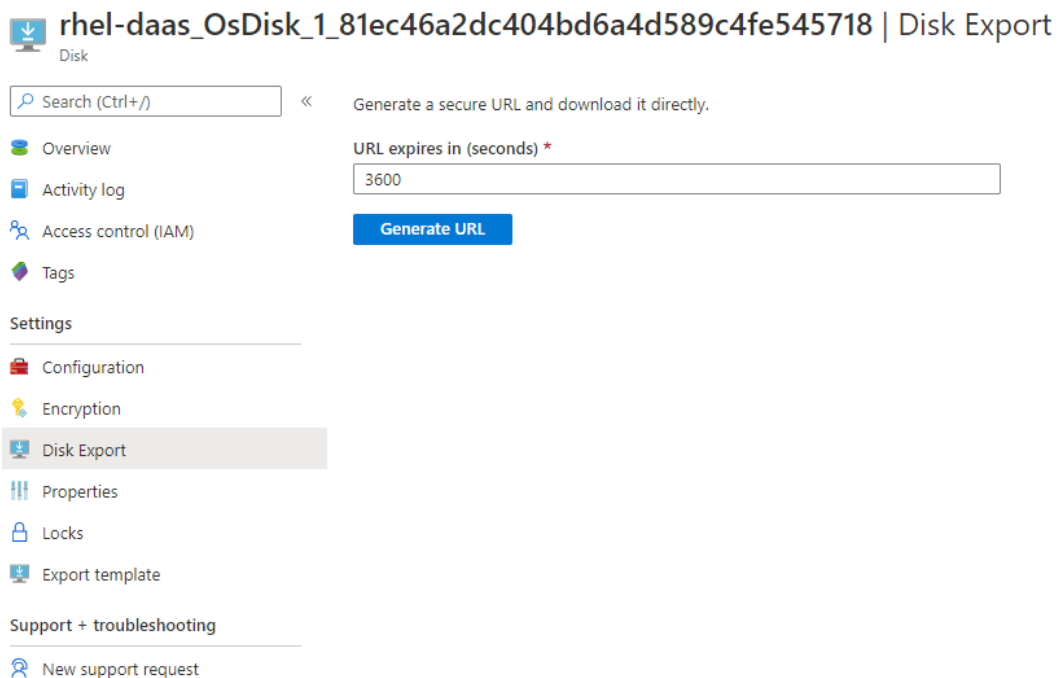 rhel-daas_OsDisk_1_81ec46a2dc404bd6a4d589c4fe545718 | Disk Export
Disk
Search (Ctrl+/)
«
Overview
Activity log
Access control (IAM)
Tags
Settings
Configuration
Encryption
Disk Export
Properties
Locks
Export template
Support + troubleshooting
New support request
Generate a secure URL and download it directly.
URL expires in (seconds) *
3600
Generate URL